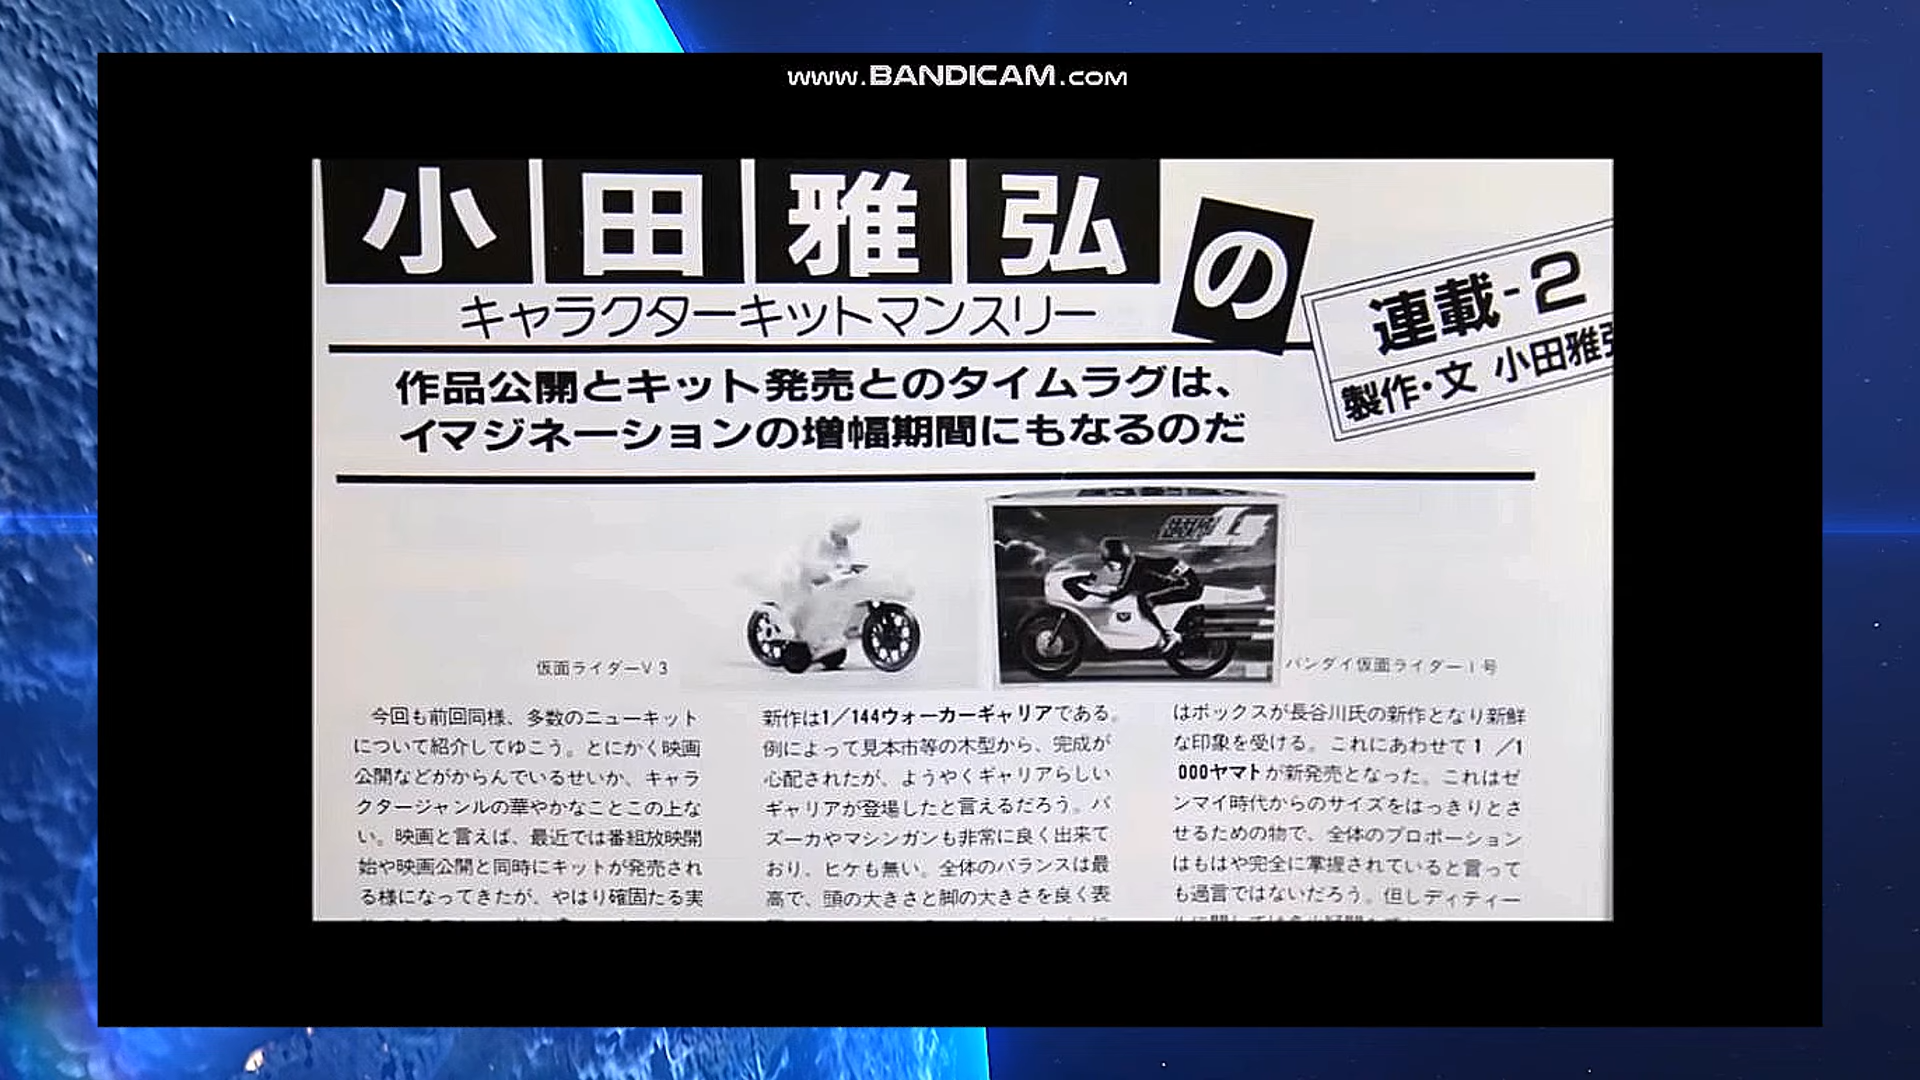 www.BANDICAM.com
小田雅弘の
キャラクターキットマンスリー
連載-2
製作・文 小田雅弘
作品公開とキット発売とのタイムラグは、
イマジネーションの増幅期間にもなるのだ
仮面ライダーV3
バンダイ仮面ライダー1号
今回も前回同様、多数のニューキット
について紹介してゆこう。とにかく映画
公開などがからんでいるせいか、キャラ
クタージャンルの華やかなことこの上な
い。映画と言えば、最近では番組放映開
始や映画公開と同時にキットが発売され
る様になってきたが、やはり確固たる実
新作は1/144ウォーカーギャリアである。
例によって見本市等の木型から、完成が
心配されたが、ようやくギャリアらしい
ギャリアが登場したと言えるだろう。バ
ズーカやマシンガンも非常に良く出来て
おり、ヒケも無い。全体のバランスは最
高で、頭の大きさと脚の大きさを良く表
はボックスが長谷川氏の新作となり新鮮
な印象を受ける。これにあわせて1/1
000ヤマトが新発売となった。これはゼ
ンマイ時代からのサイズをはっきりとさ
せるための物で、全体のプロポーション
はもはや完全に掌握されていると言って
も過言ではないだろう。但しディティー